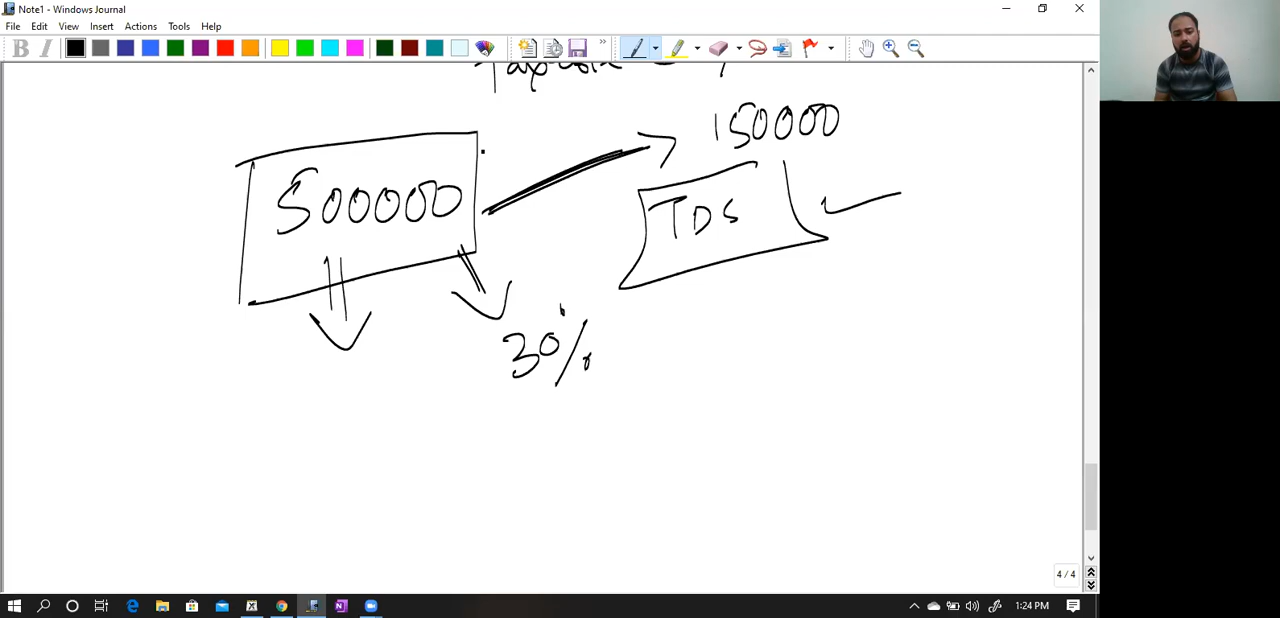 Note1 - Windows Journal
File Edit View Insert Actions Tools Help
B I
150000
500000
TDS
30%
4 / 4
1:24 PM